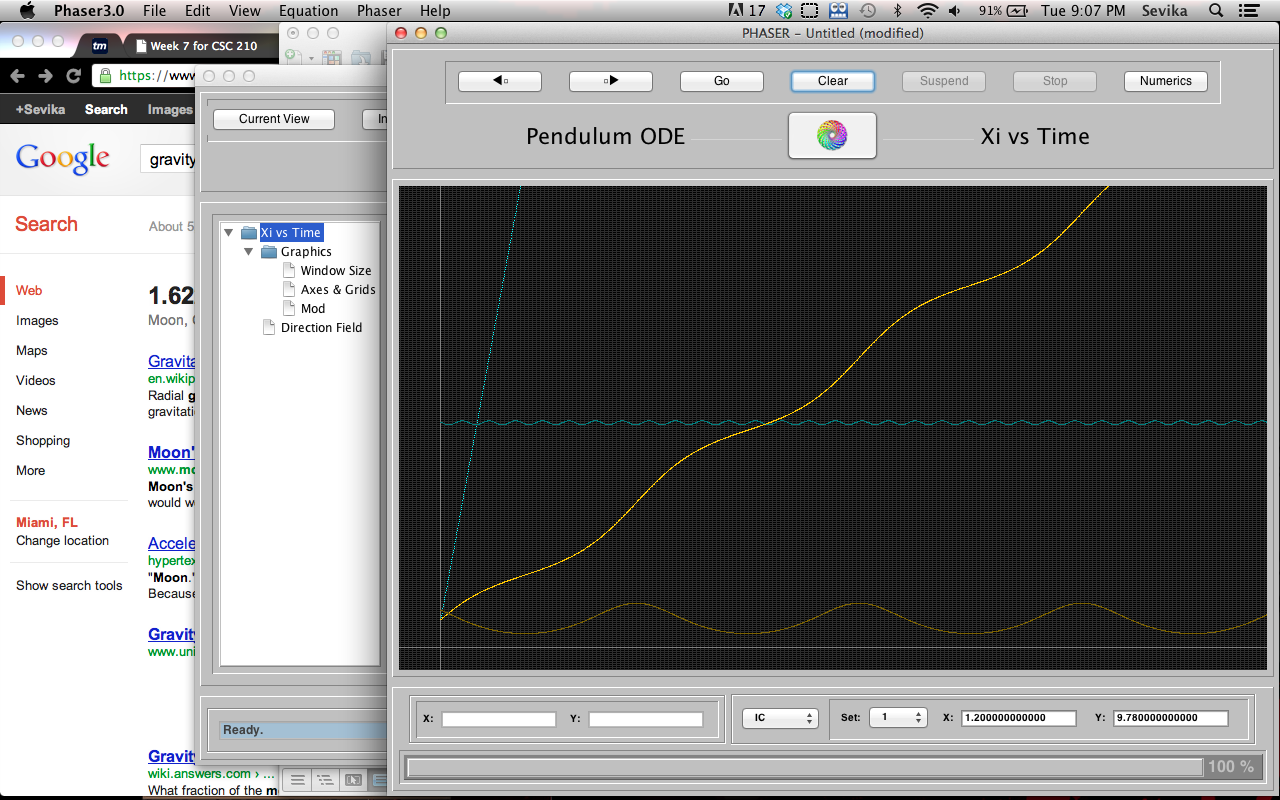 Phaser3.0 File Edit View Equation Phaser Help 17 91% Tue 9:07 PM Sevika
PHASER – Untitled (modified)
tm Week 7 for CSC 210
https://www
+Sevika Search Images
Google gravity
Search About 5
Web
Images
Maps
Videos
News
Shopping
More
Miami, FL
Change location
Show search tools
1.62
Moon, 
Gravita
en.wikip
Radial g
gravitatio
Moon'
www.mo
Moon's
would w
Accele
hypertex
"Moon."
Because
Gravity
www.uni
Gravity
wiki.answers.com › ...
What fraction of the m
Current View In
Xi vs Time
Graphics
Window Size
Axes & Grids
Mod
Direction Field
Ready.
Go Clear Suspend Stop Numerics
Pendulum ODE Xi vs Time
X: Y: IC Set: 1 X: 1.200000000000 Y: 9.780000000000
100 %